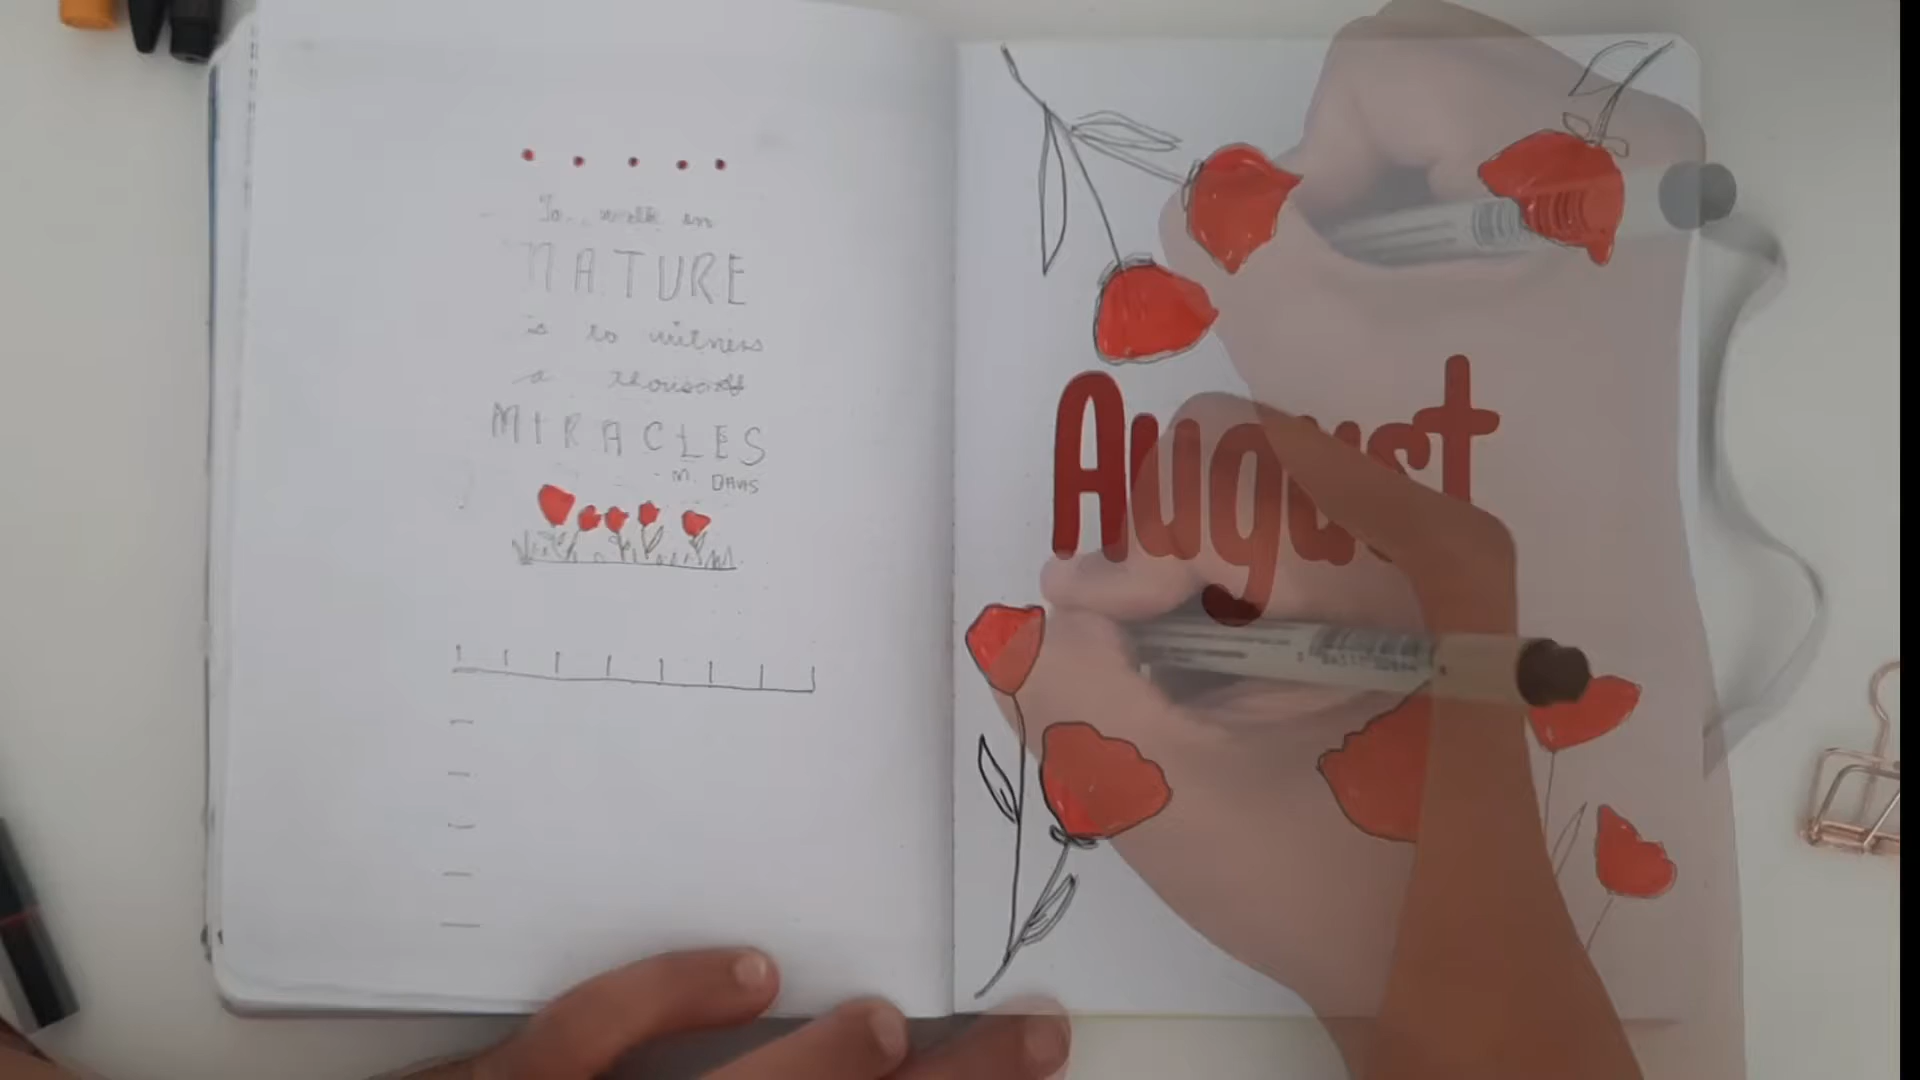 To walk in
NATURE
is to witness
a thousand
MIRACLES
- M. DAVIS
August